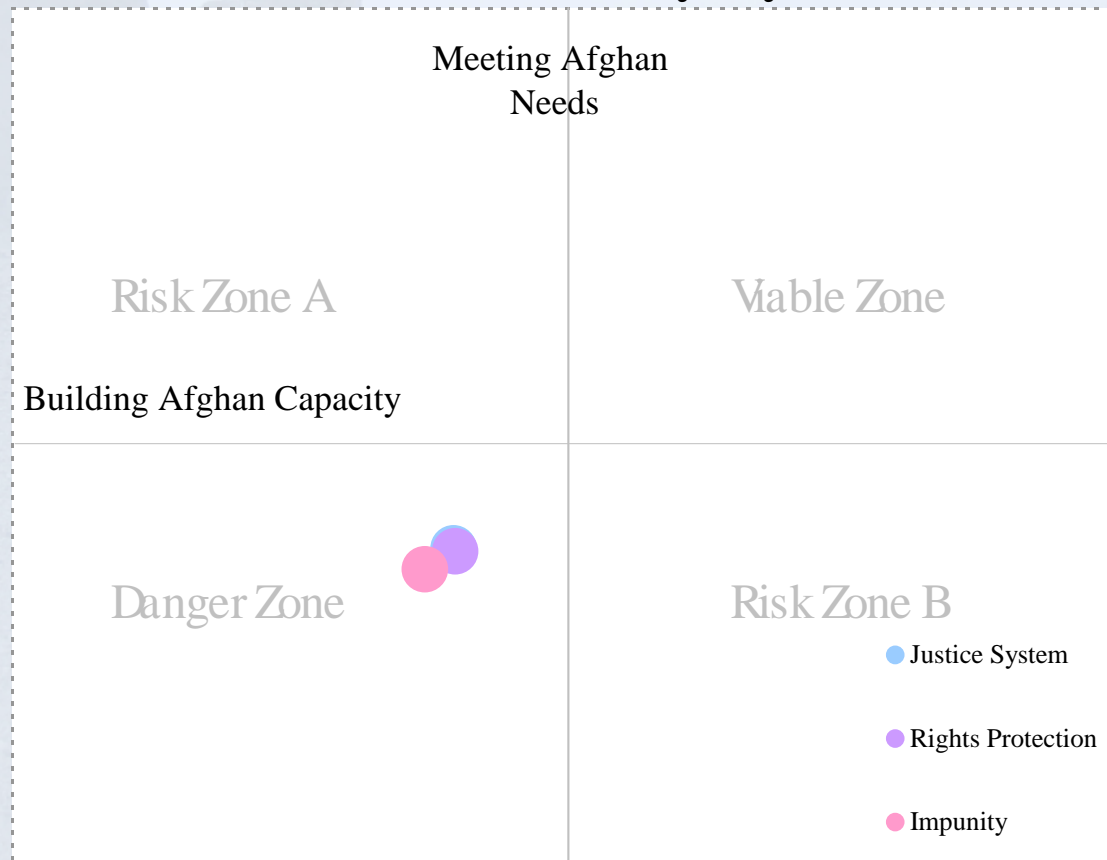 Meeting Afghan
Needs
Risk Zone A
Viable Zone
Building Afghan Capacity
Danger Zone
Risk Zone B
Justice System
Rights Protection
Impunity